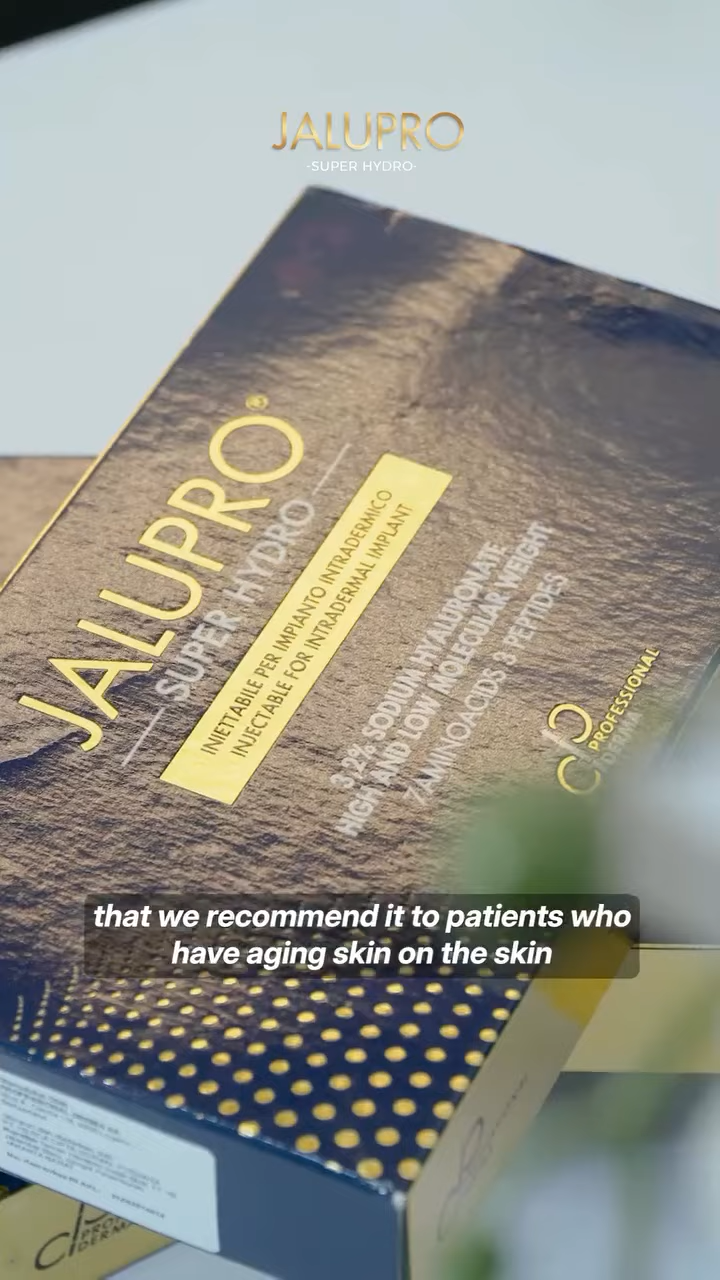 JALUPRO
-SUPER HYDRO-
JALUPRO®
SUPER HYDRO
INIETTABILE PER IMPIANTO INTRADERMICO
INJECTABLE FOR INTRADERMAL IMPLANT
3,2% SODIUM HYALURONATE
HIGH AND LOW MOLECULAR WEIGHT
7 AMINOACIDS 3 PEPTIDES
PROFESSIONAL
DERMA
that we recommend it to patients who
have aging skin on the skin